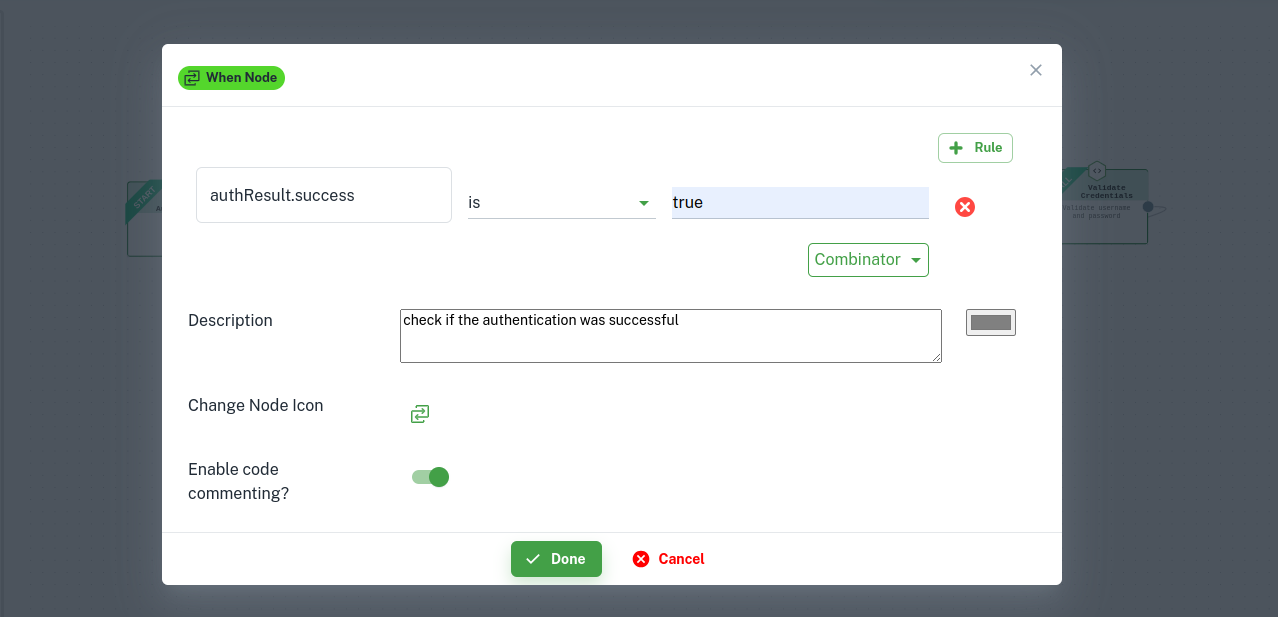 When Node
Rule
authResult.success
is
true
Combinator
START
Validate
Credentials
Validate username
and password
Description
check if the authentication was successful
Change Node Icon
Enable code
commenting?
Done
Cancel